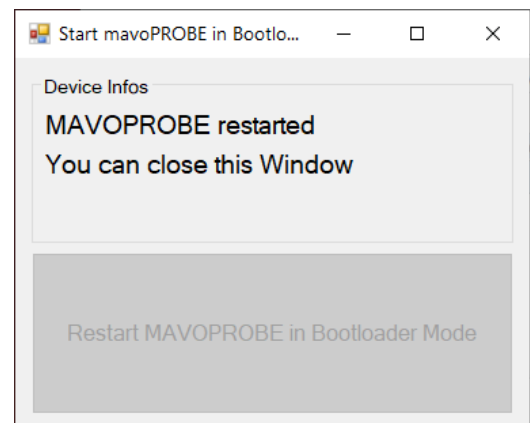 Start mavoPROBE in Bootlo...
Device Infos
MAVOPROBE restarted
You can close this Window
Restart MAVOPROBE in Bootloader Mode